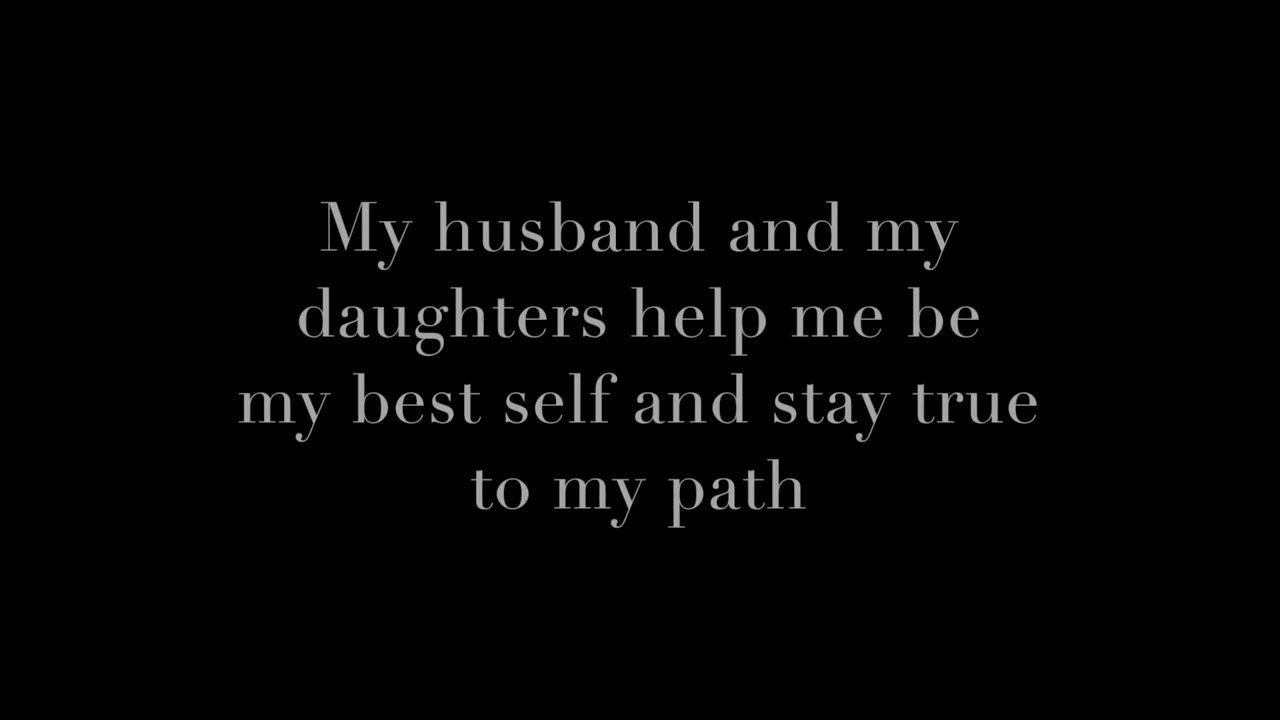 My husband and my
daughters help me be
my best self and stay true
to my path